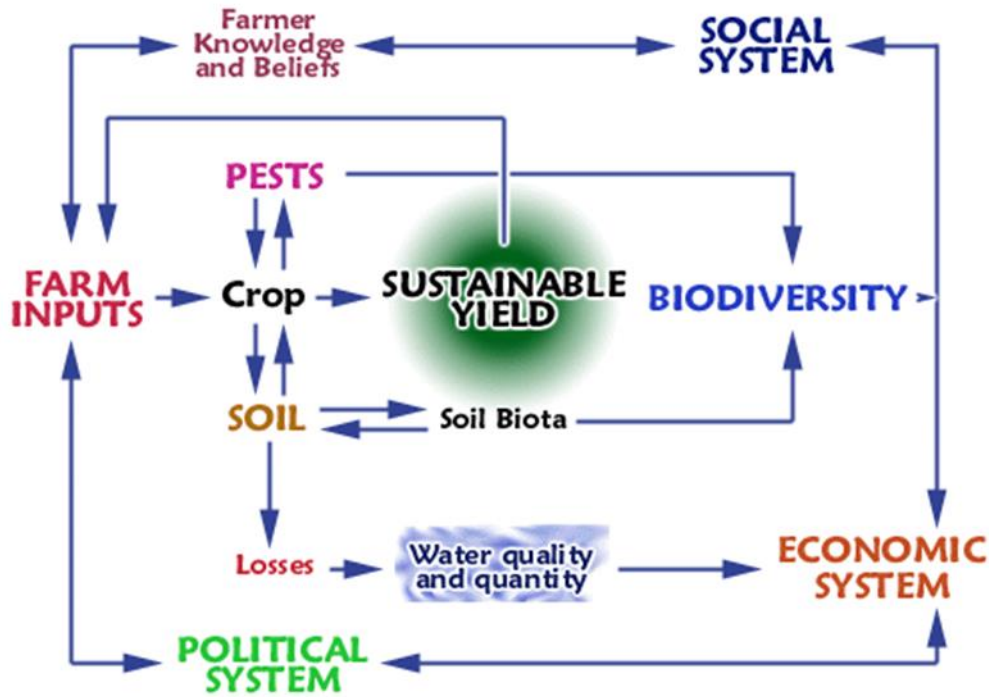 Farmer
Knowledge
and Beliefs
SOCIAL
SYSTEM
PESTS
FARM
INPUTS
Crop
SUSTAINABLE
YIELD
BIODIVERSITY
SOIL
Soil Biota
Losses
Water quality
and quantity
ECONOMIC
SYSTEM
POLITICAL
SYSTEM